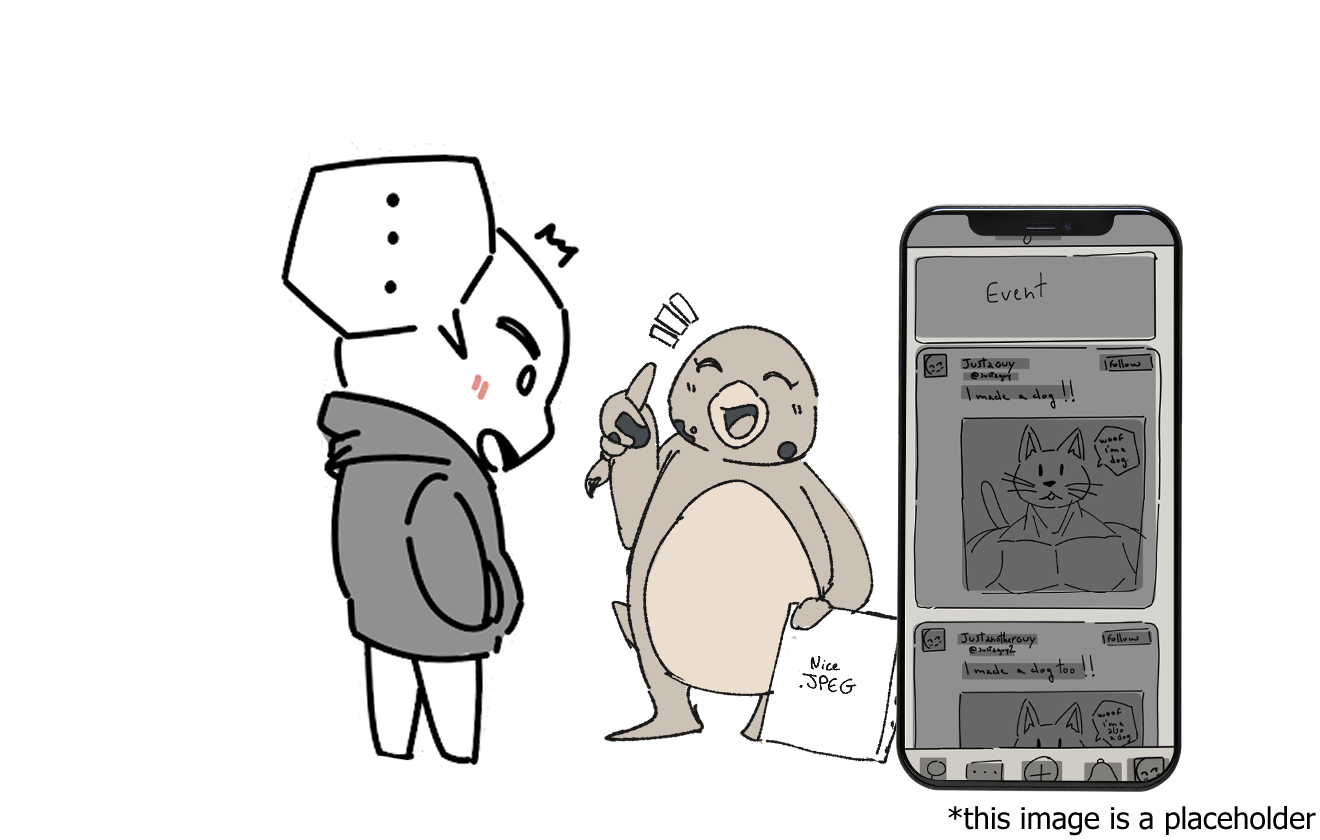 Event
Justaguy
@justaguy
Follow
I made a dog!!
woof
i'm a
dog.
Nice
.JPEG
Justanotherguy
@justaguy2
Follow
I made a dog too!!
woof
i'm a
also
a dog
*this image is a placeholder